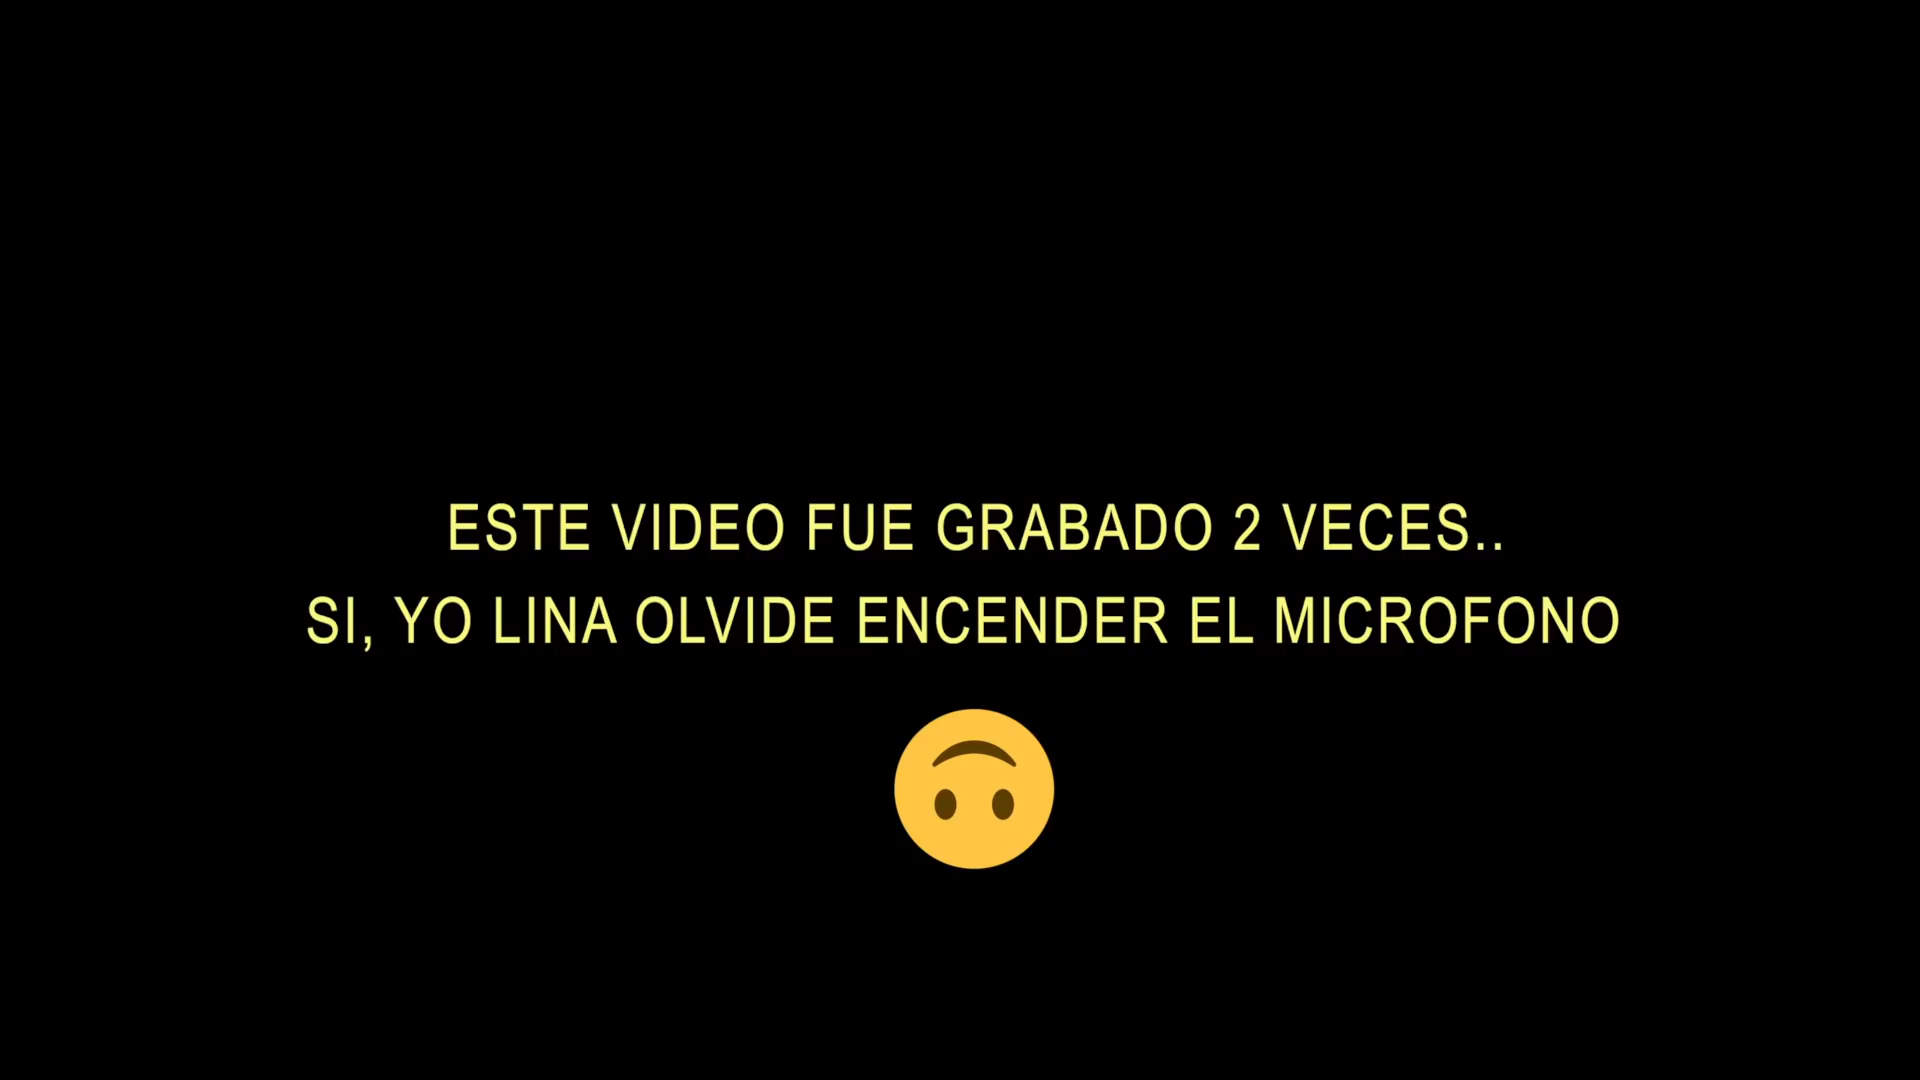 ESTE VIDEO FUE GRABADO 2 VECES..
SI, YO LINA OLVIDE ENCENDER EL MICROFONO